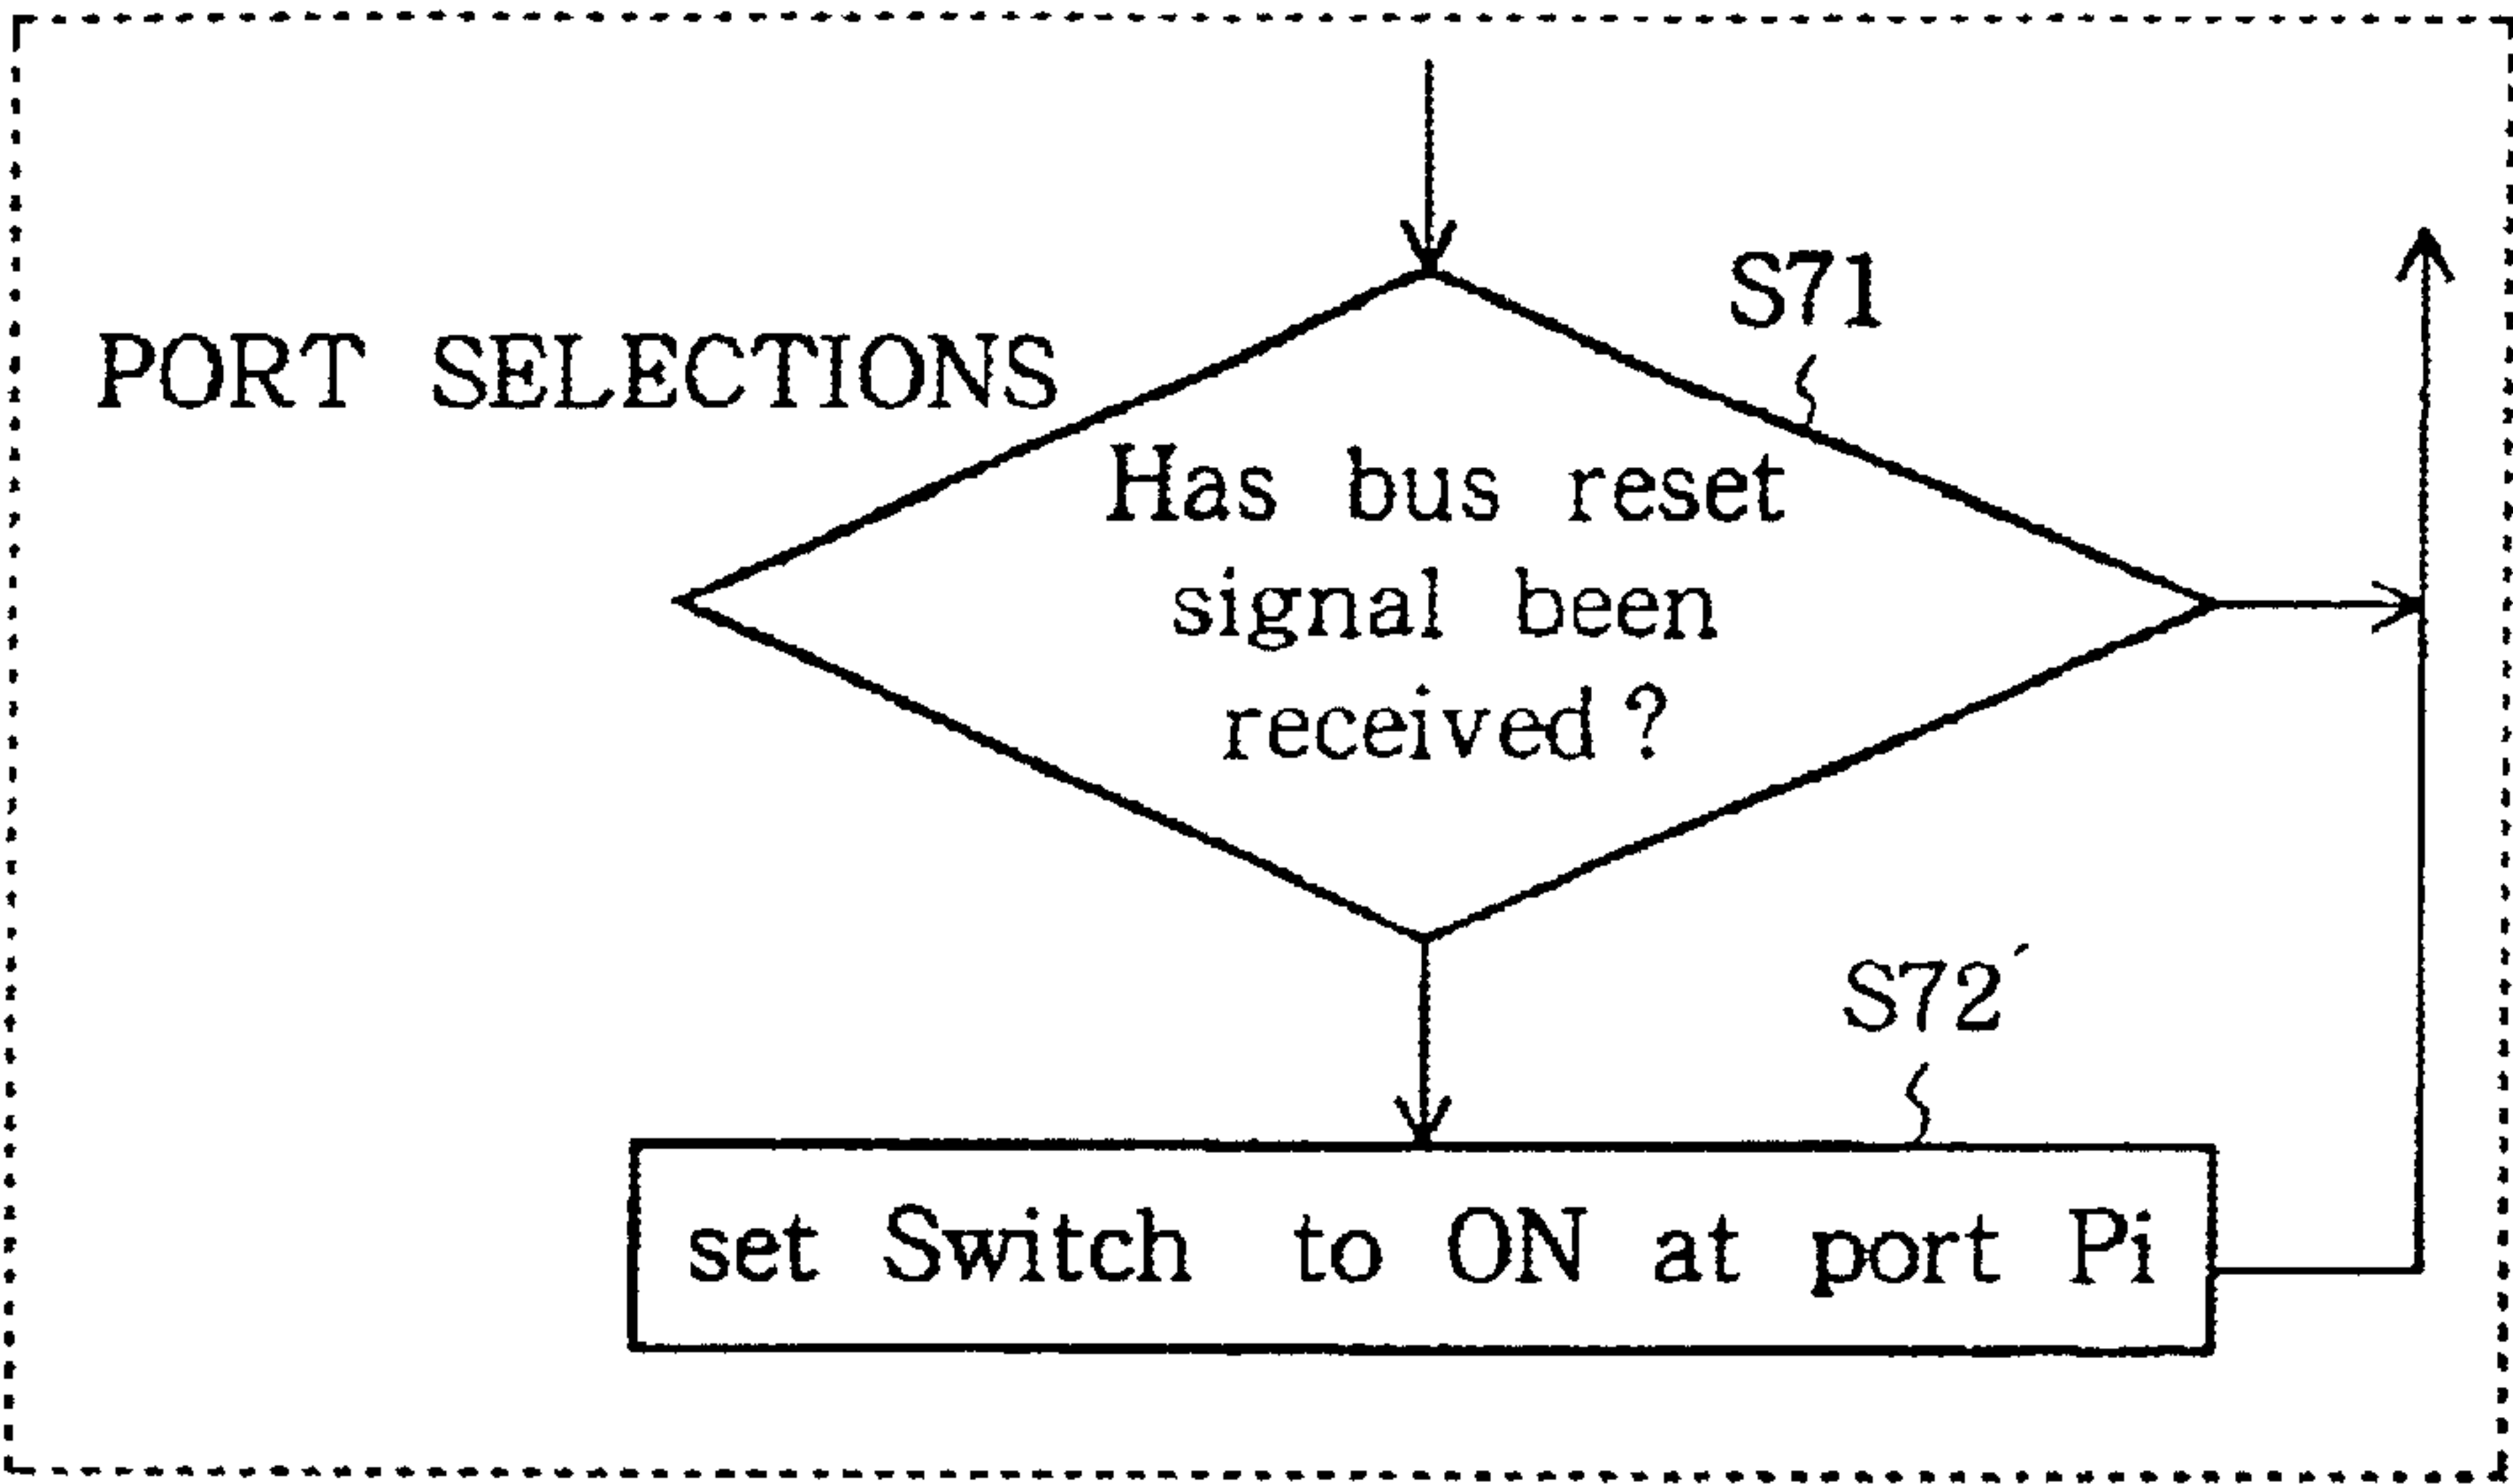 S71
PORT SELECTIONS
Has bus reset
signal been
received ?
S72´
set Switch to ON at port Pi